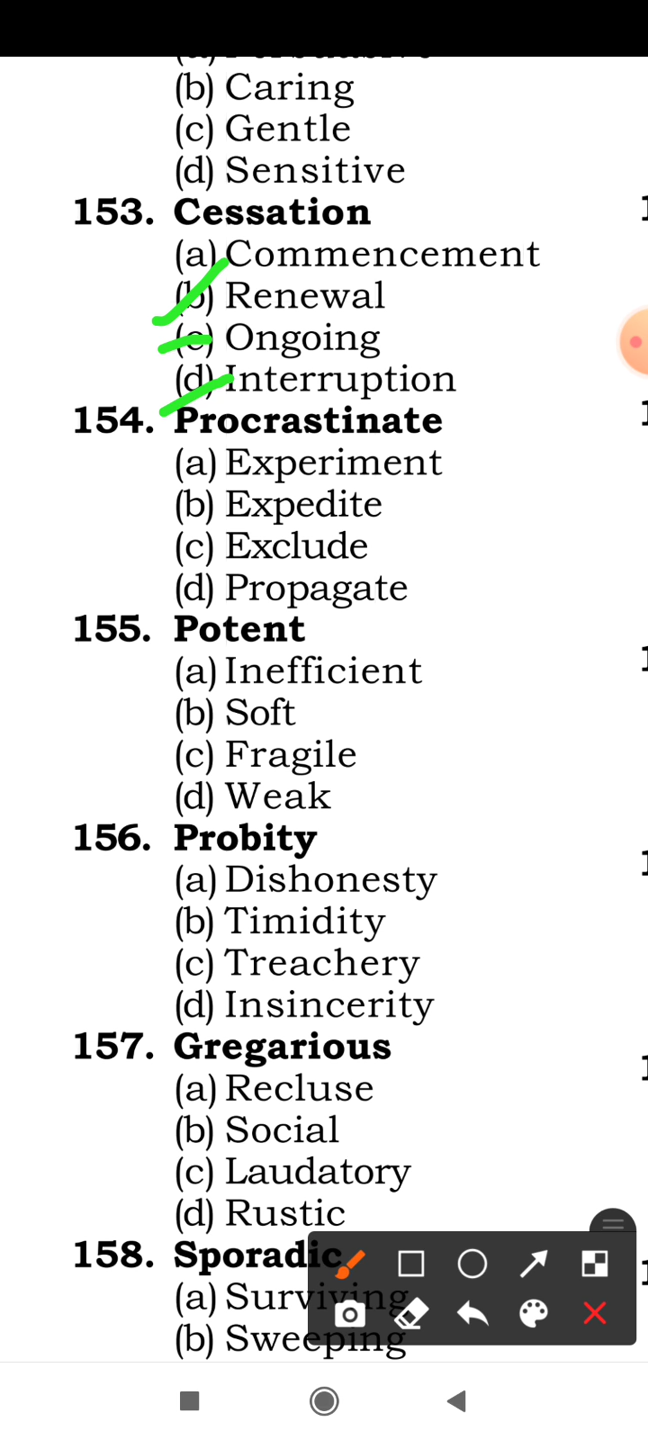 (b) Caring
(c) Gentle
(d) Sensitive
153. Cessation
(a) Commencement
(b) Renewal
(c) Ongoing
(d) Interruption
154. Procrastinate
(a) Experiment
(b) Expedite
(c) Exclude
(d) Propagate
155. Potent
(a) Inefficient
(b) Soft
(c) Fragile
(d) Weak
156. Probity
(a) Dishonesty
(b) Timidity
(c) Treachery
(d) Insincerity
157. Gregarious
(a) Recluse
(b) Social
(c) Laudatory
(d) Rustic
158. Sporadic
(a) Surviving
(b) Sweeping